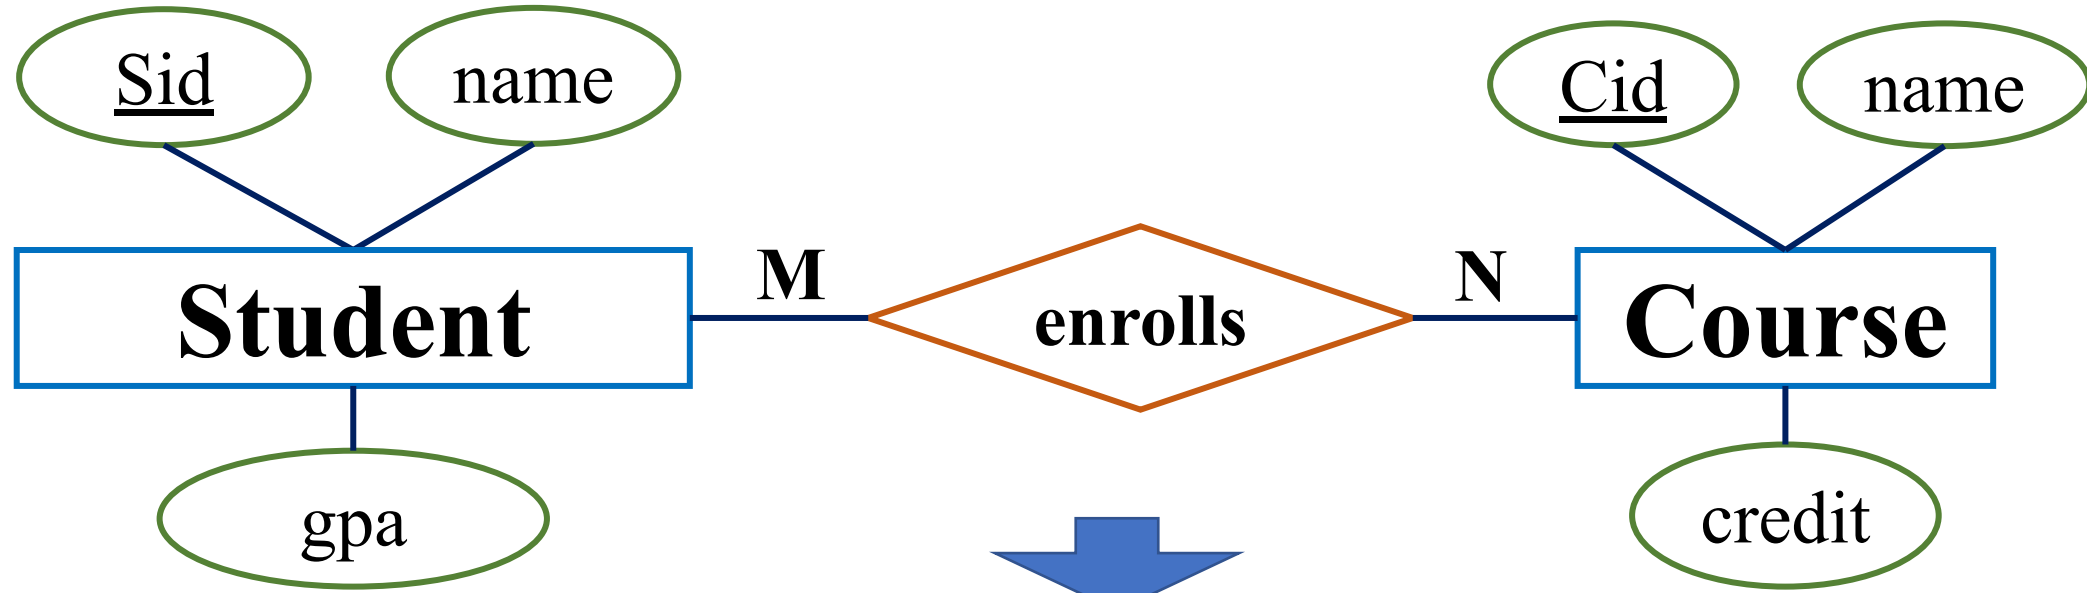 Sid
name
Cid
name
Student
M
enrolls
N
Course
gpa
credit